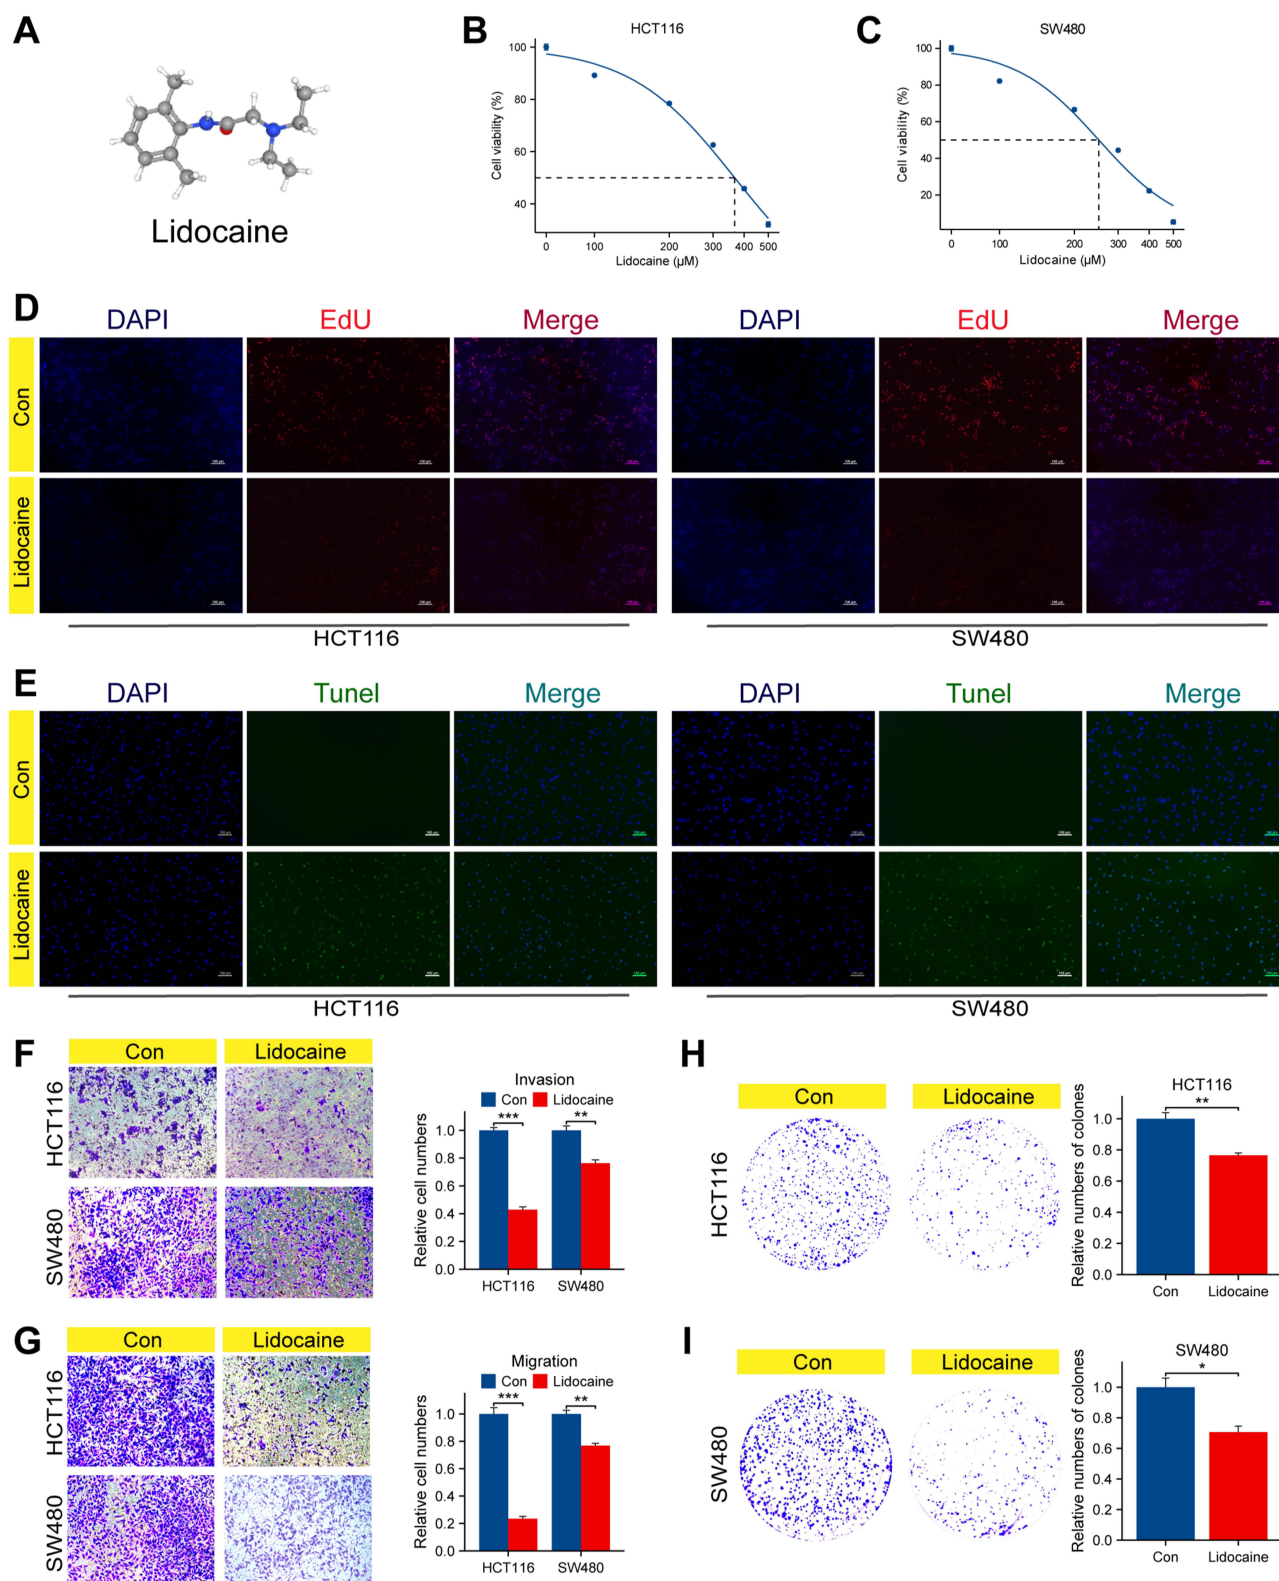 A
Lidocaine
B
HCT116
Cell viability (%)
100
80
60
40
0 100 200 300 400 500
Lidocaine (µM)
C
SW480
Cell viability (%)
100
80
60
40
20
0 100 200 300 400 500
Lidocaine (µM)
D
DAPI EdU Merge DAPI EdU Merge
Con
Lidocaine
HCT116 SW480
E
DAPI Tunel Merge DAPI Tunel Merge
Con
Lidocaine
HCT116 SW480
F
Con Lidocaine
HCT116
SW480
Invasion
Con Lidocaine
Relative cell numbers
*** **
1.0
0.8
0.6
0.4
0.2
0.0
HCT116 SW480
G
Con Lidocaine
HCT116
SW480
Migration
Con Lidocaine
Relative cell numbers
*** **
1.0
0.8
0.6
0.4
0.2
0.0
HCT116 SW480
H
Con Lidocaine
HCT116
HCT116
**
Relative numbers of colones
1.0
0.8
0.6
0.4
0.2
0.0
Con Lidocaine
I
Con Lidocaine
SW480
SW480
*
Relative numbers of colones
1.0
0.8
0.6
0.4
0.2
0.0
Con Lidocaine